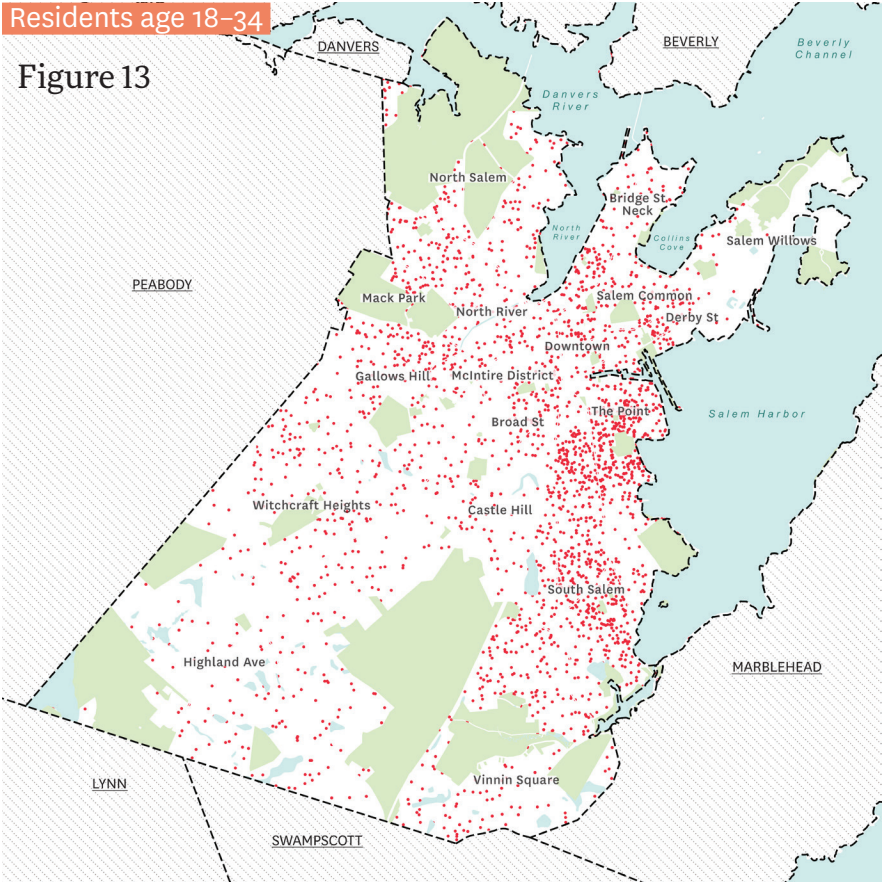 Residents age 18–34
Figure 13
DANVERS
BEVERLY
Beverly
Channel
Danvers
River
North Salem
Bridge St.
Neck
North
River
Collins
Cove
Salem Willows
PEABODY
Mack Park
Salem Common
North River
Derby St
Downtown
Gallows Hill
McIntire District
The Point
Salem Harbor
Broad St
Witchcraft Heights
Castle Hill
South Salem
Highland Ave
MARBLEHEAD
Vinnin Square
LYNN
SWAMPSCOTT